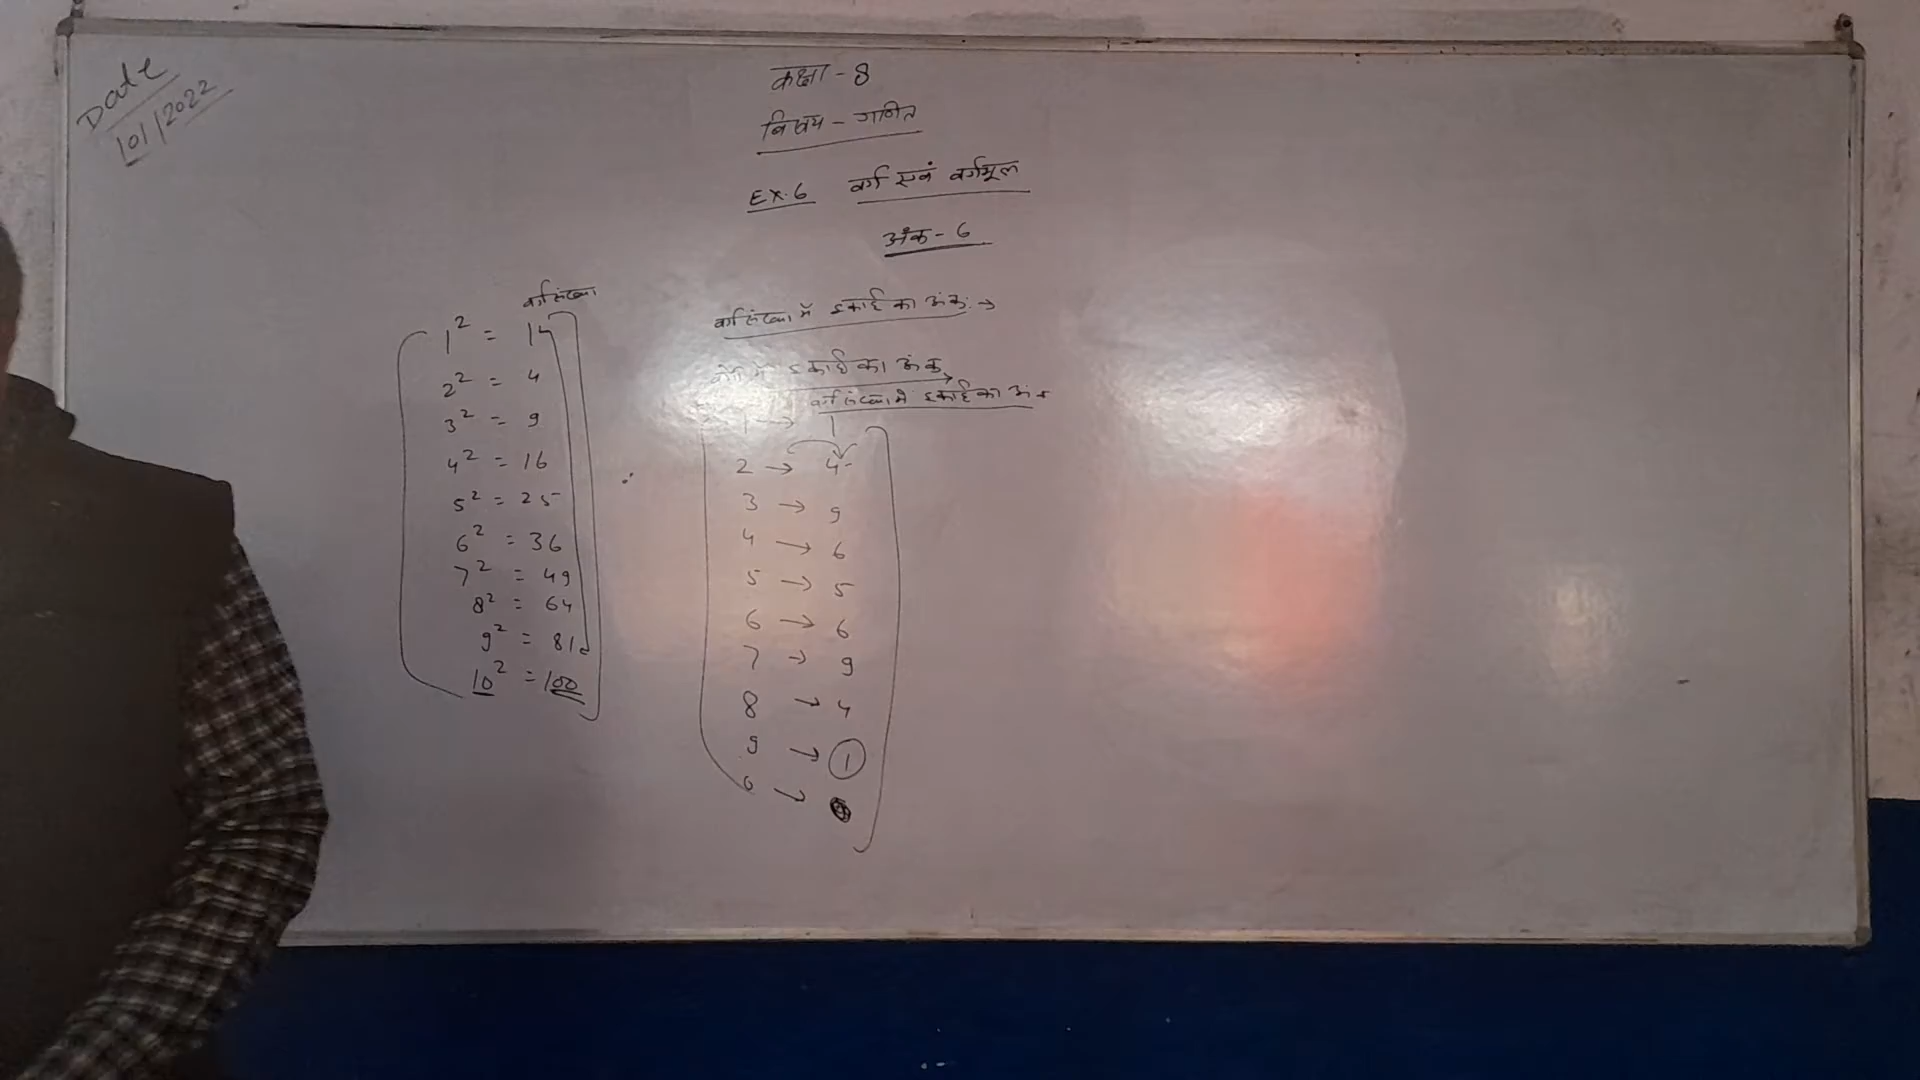 Date
101/2022
कक्षा - 8
विषय - गणित
EX.6 वर्ग एवं वर्गमूल
अंक - 6
वर्ग संख्या
1² = 1
2² = 4
3² = 9
4² = 16
5² = 25
6² = 36
7² = 49
8² = 64
9² = 81
10² = 100
वर्ग संख्या में इकाई का अंक :→
इकाई का अंक
वर्ग संख्या में इकाई का अंक
1 → 1
2 → 4
3 → 9
4 → 6
5 → 5
6 → 6
7 → 9
8 → 4
9 → 1
0 →